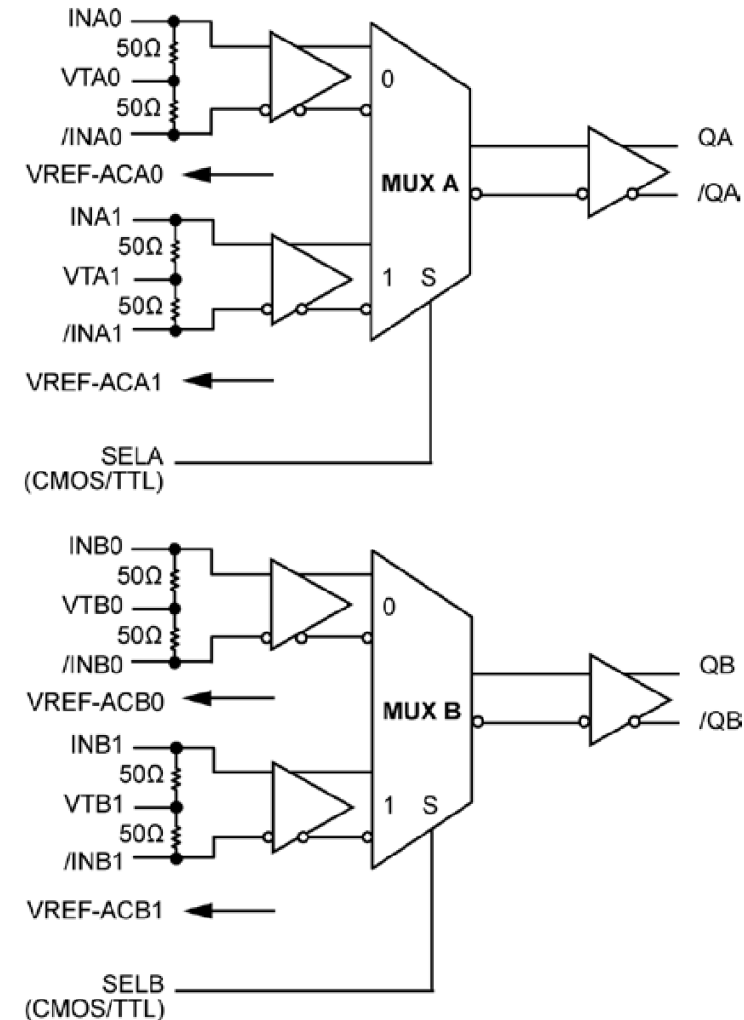 INA0
50Ω
VTA0
50Ω
/INA0
VREF-ACA0
INA1
50Ω
VTA1
50Ω
/INA1
VREF-ACA1
0
MUX A
1 S
QA
/QA
SELA
(CMOS/TTL)
INB0
50Ω
VTB0
50Ω
/INB0
VREF-ACB0
INB1
50Ω
VTB1
50Ω
/INB1
VREF-ACB1
0
MUX B
1 S
QB
/QB
SELB
(CMOS/TTL)